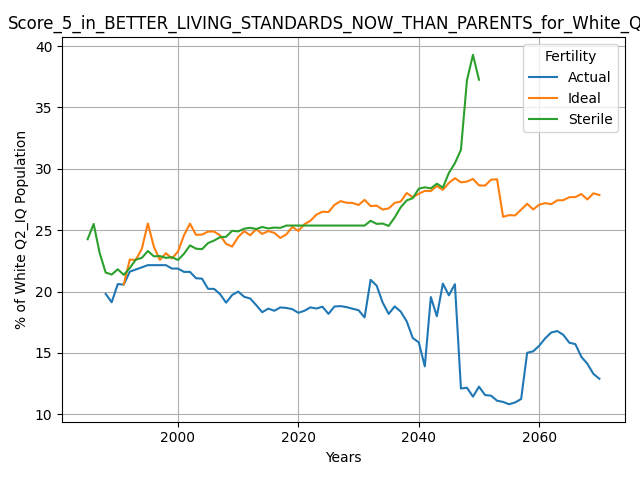 Score_5_in_BETTER_LIVING_STANDARDS_NOW_THAN_PARENTS_for_White_Q
40
35
30
25
20
15
10
% of White Q2_IQ Population
Fertility
Actual
Ideal
Sterile
2000
2020
2040
2060
Years